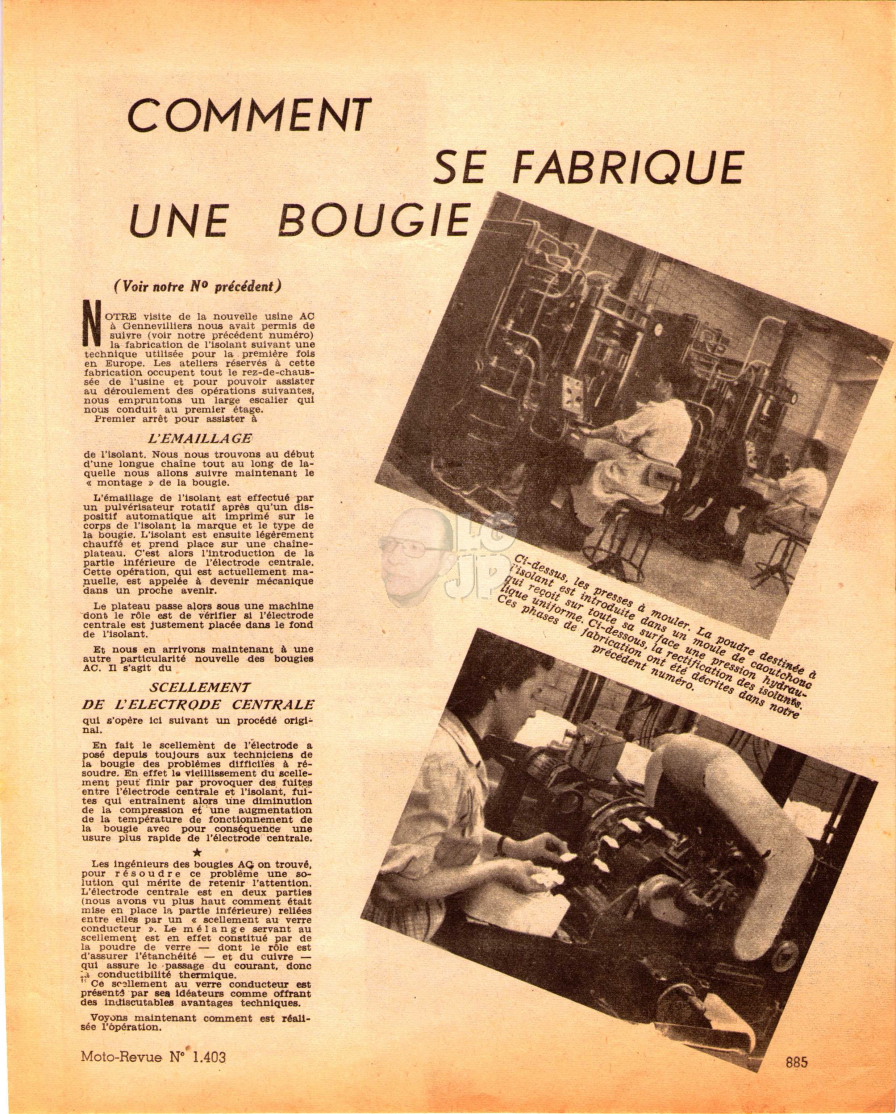 COMMENT
SE FABRIQUE
UNE BOUGIE
(Voir notre Nº précédent)
NOTRE visite de la nouvelle usine AC
à Gennevilliers nous avait permis de
suivre (voir notre précédent numéro)
la fabrication de l'isolant suivant une
technique utilisée pour la première fois
en Europe. Les ateliers réservés à cette
fabrication occupent tout le rez-de-chaus-
sée de l'usine et pour pouvoir assister
au déroulement des opérations suivantes,
nous empruntons un large escalier qui
nous conduit au premier étage.
Premier arrêt pour assister à
L'EMAILLAGE
de l'isolant. Nous nous trouvons au début
d'une longue chaîne tout au long de la-
quelle nous allons suivre maintenant le
« montage » de la bougie.
L'émaillage de l'isolant est effectué par
un pulvérisateur rotatif après qu'un dis-
positif automatique ait imprimé sur le
corps de l'isolant la marque et le type de
la bougie. L'isolant est ensuite légèrement
chauffé et prend place sur une chaîne-
plateau. C'est alors l'introduction de la
partie inférieure de l'électrode centrale.
Cette opération, qui est actuellement ma-
nuelle, est appelée à devenir mécanique
dans un proche avenir.
Le plateau passe alors sous une machine
dont le rôle est de vérifier si l'électrode
centrale est justement placée dans le fond
de l'isolant.
Et nous en arrivons maintenant à une
autre particularité nouvelle des bougies
AC. Il s'agit du
SCELLEMENT
DE L'ELECTRODE CENTRALE
qui s'opère ici suivant un procédé origi-
nal.
En fait le scellement de l'électrode a
posé depuis toujours aux techniciens de
la bougie des problèmes difficiles à ré-
soudre. En effet le vieillissement du scelle-
ment peut finir par provoquer des fuites
entre l'électrode centrale et l'isolant, fui-
tes qui entraînent alors une diminution
de la compression et une augmentation
de la température de fonctionnement de
la bougie avec pour conséquence une
usure plus rapide de l'électrode centrale.
★
Les ingénieurs des bougies AC on trouvé,
pour résoudre ce problème une so-
lution qui mérite de retenir l'attention.
L'électrode centrale est en deux parties
(nous avons vu plus haut comment était
mise en place la partie inférieure) reliées
entre elles par un « scellement au verre
conducteur ». Le mélange servant au
scellement est en effet constitué par de
la poudre de verre — dont le rôle est
d'assurer l'étanchéité — et du cuivre —
qui assure le passage du courant, donc
la conductibilité thermique.
Ce scellement au verre conducteur est
présenté par ses idéateurs comme offrant
des indiscutables avantages techniques.
Voyons maintenant comment est réali-
sée l'opération.
Ci-dessus, les presses à mouler. La poudre destinée à
l'isolant est introduite dans un moule de caoutchouc
qui reçoit sur toute sa surface une pression hydrau-
lique uniforme. Ci-dessous, la rectification des isolants.
Ces phases de fabrication ont été décrites dans notre
précédent numéro.
LG
JP
Moto-Revue Nº 1.403
885